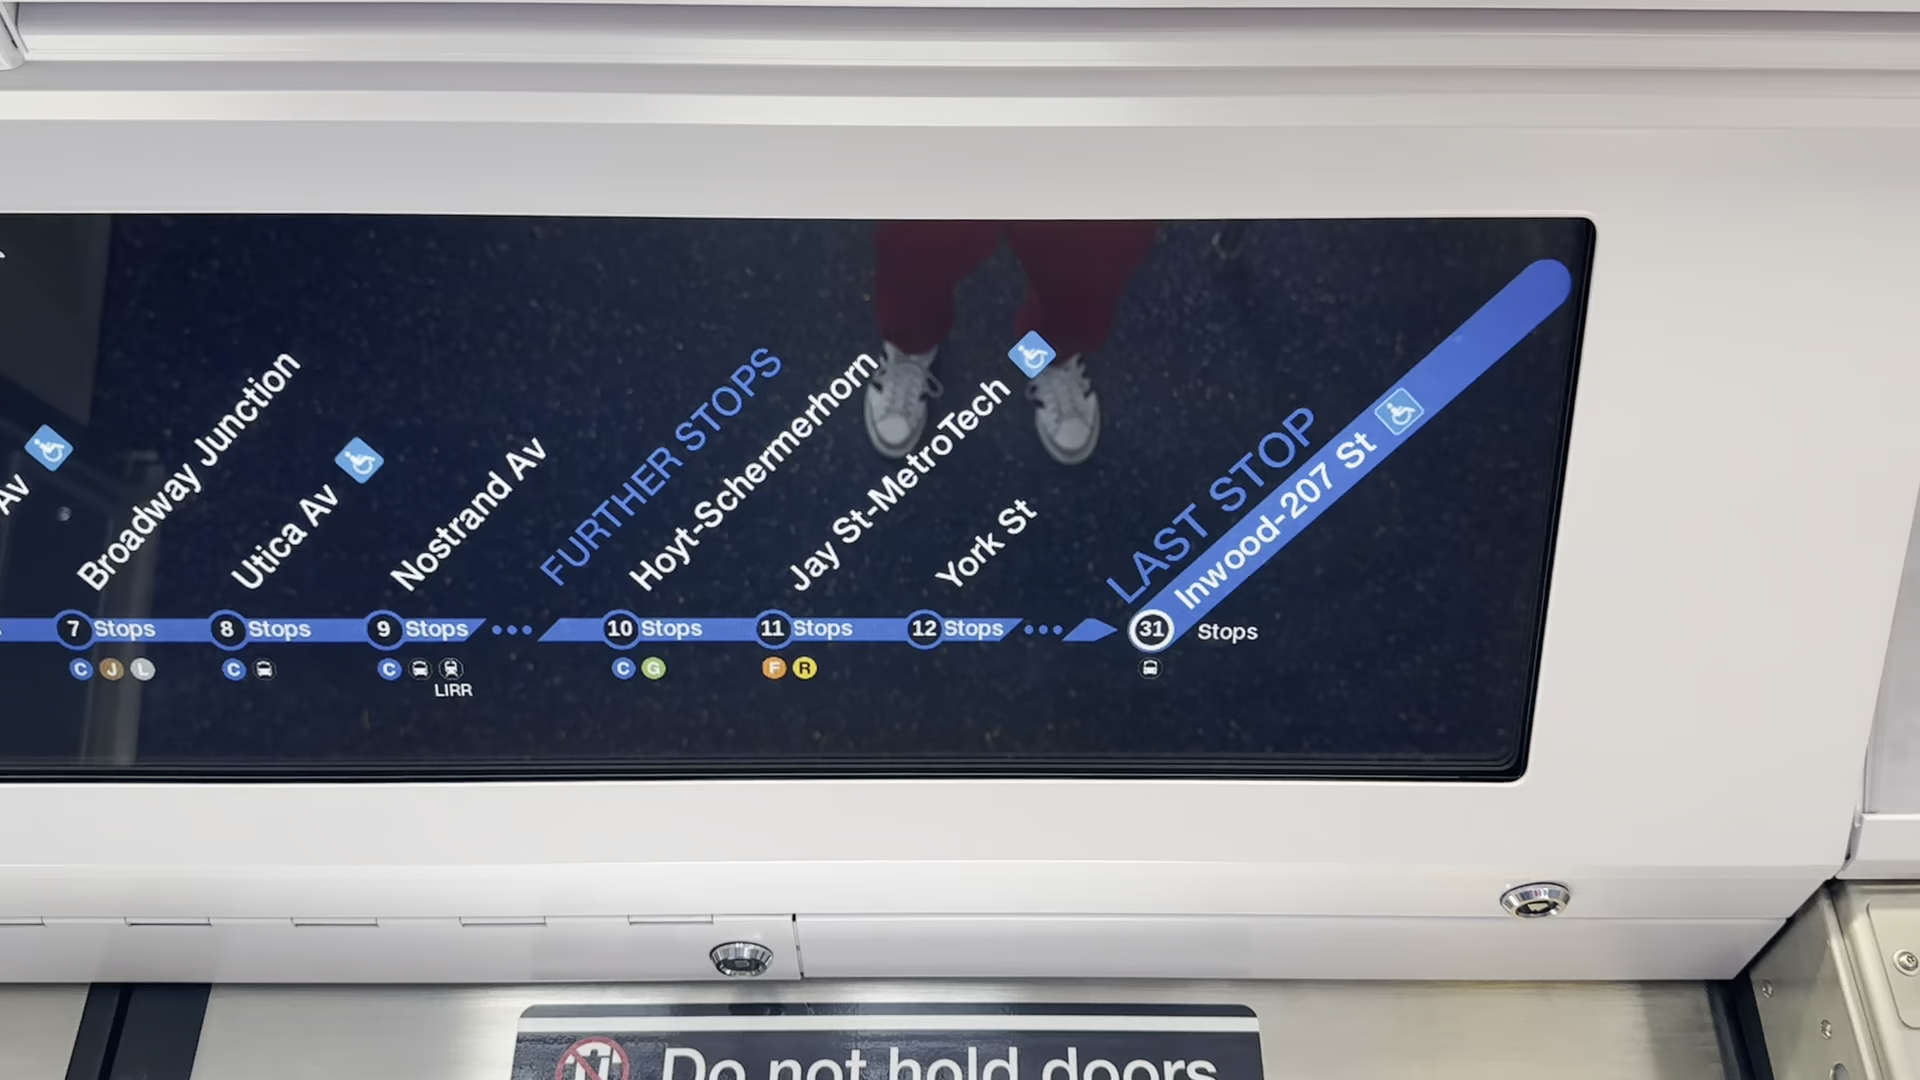 Av
Broadway Junction
Utica Av
Nostrand Av
FURTHER STOPS
Hoyt-Schermerhorn
Jay St-MetroTech
York St
LAST STOP
Inwood-207 St
7 Stops
8 Stops
9 Stops
10 Stops
11 Stops
12 Stops
31 Stops
C J L
C
C
LIRR
C G
F R
Do not hold doors